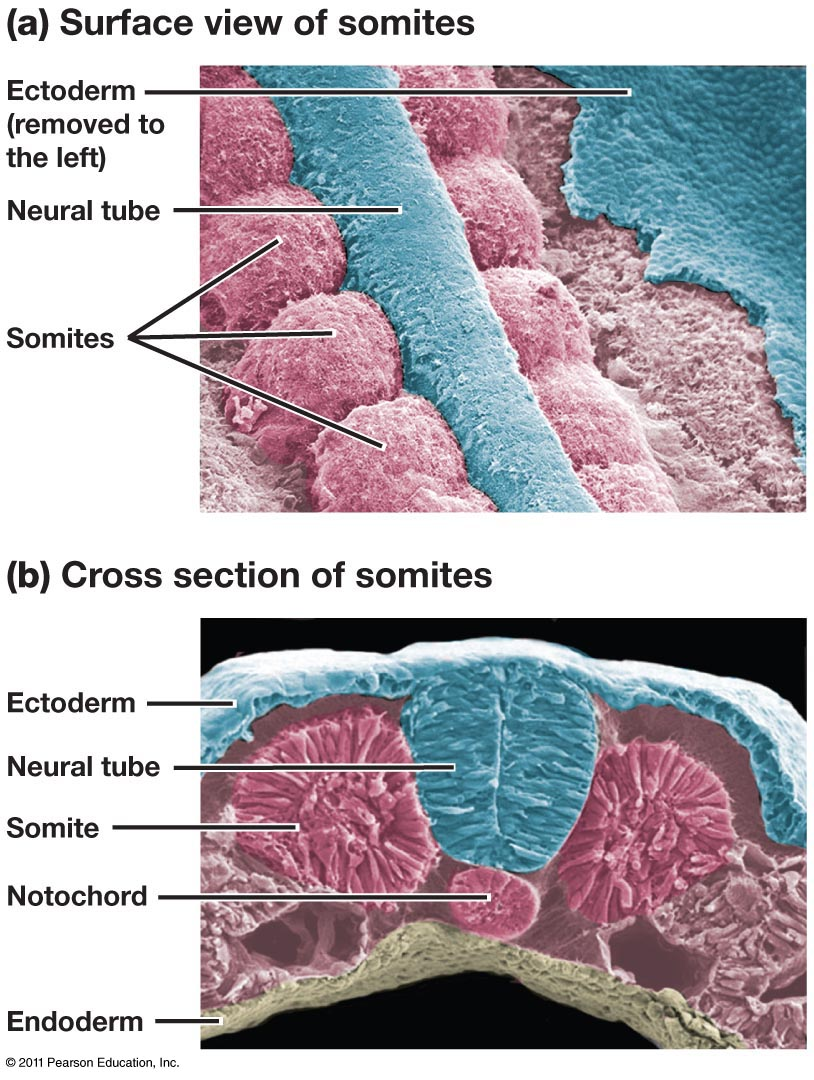 (a) Surface view of somites
Ectoderm
(removed to
the left)
Neural tube
Somites
(b) Cross section of somites
Ectoderm
Neural tube
Somite
Notochord
Endoderm
© 2011 Pearson Education, Inc.